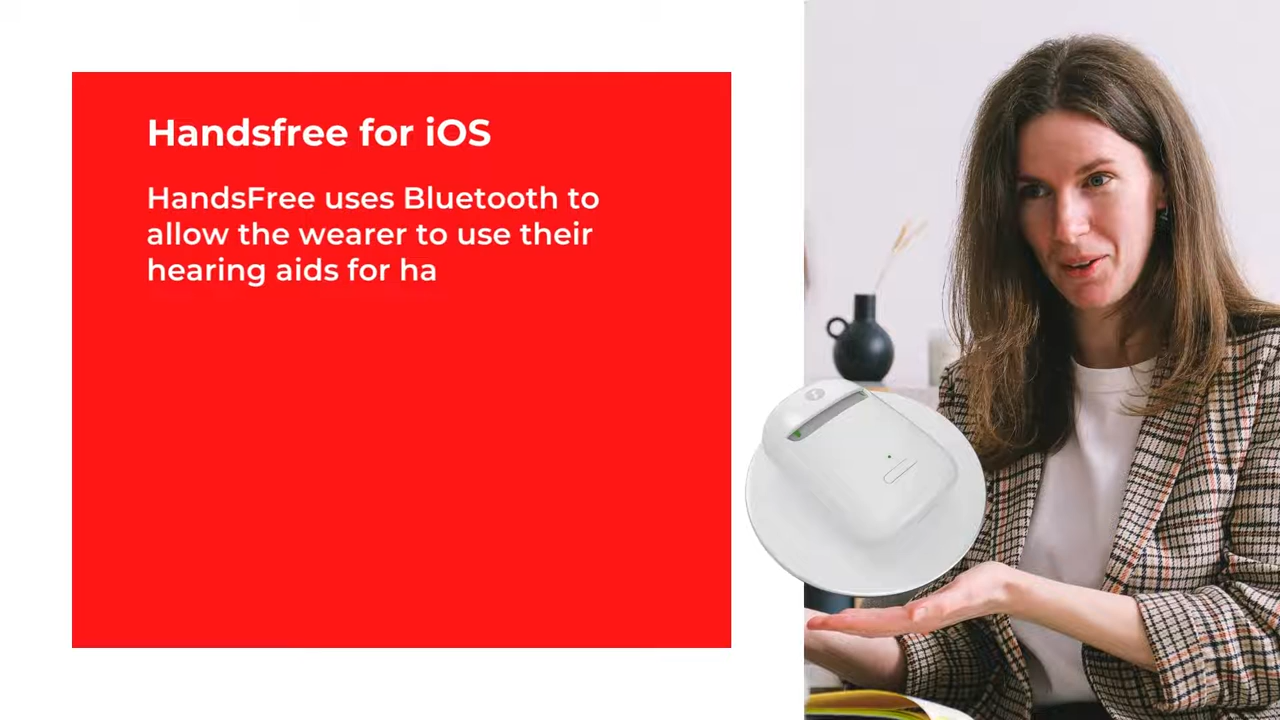 Handsfree for iOS
HandsFree uses Bluetooth to
allow the wearer to use their
hearing aids for ha